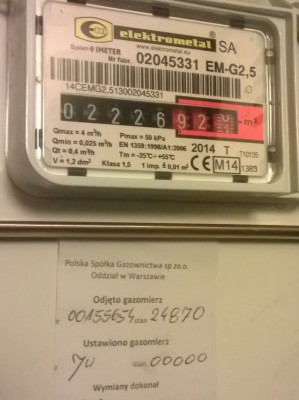 elektrometal SA
www.elektrometal.eu
System IMETER
Nr fabr. 02045331 EM-G2,5
14CEMG2,513002045331
02226 92 m³
Qmax = 4 m³/h Pmax = 50 kPa
Qmin = 0,025 m³/h EN 1359:1998/A1:2006 2014 T T10135
Qt = 0,4 m³/h Tm = -25°C÷+55°C
V = 1,2 dm³ Klasa 1,5 1 imp. ≙ 0,01 m³ CE M14 1383
Polska Spółka Gazownictwa sp zo.o.
Oddział w Warszawie
Odjęto gazomierz
00155654 stan 24870
Ustawiono gazomierz
stan 00000
Wymiany dokonał